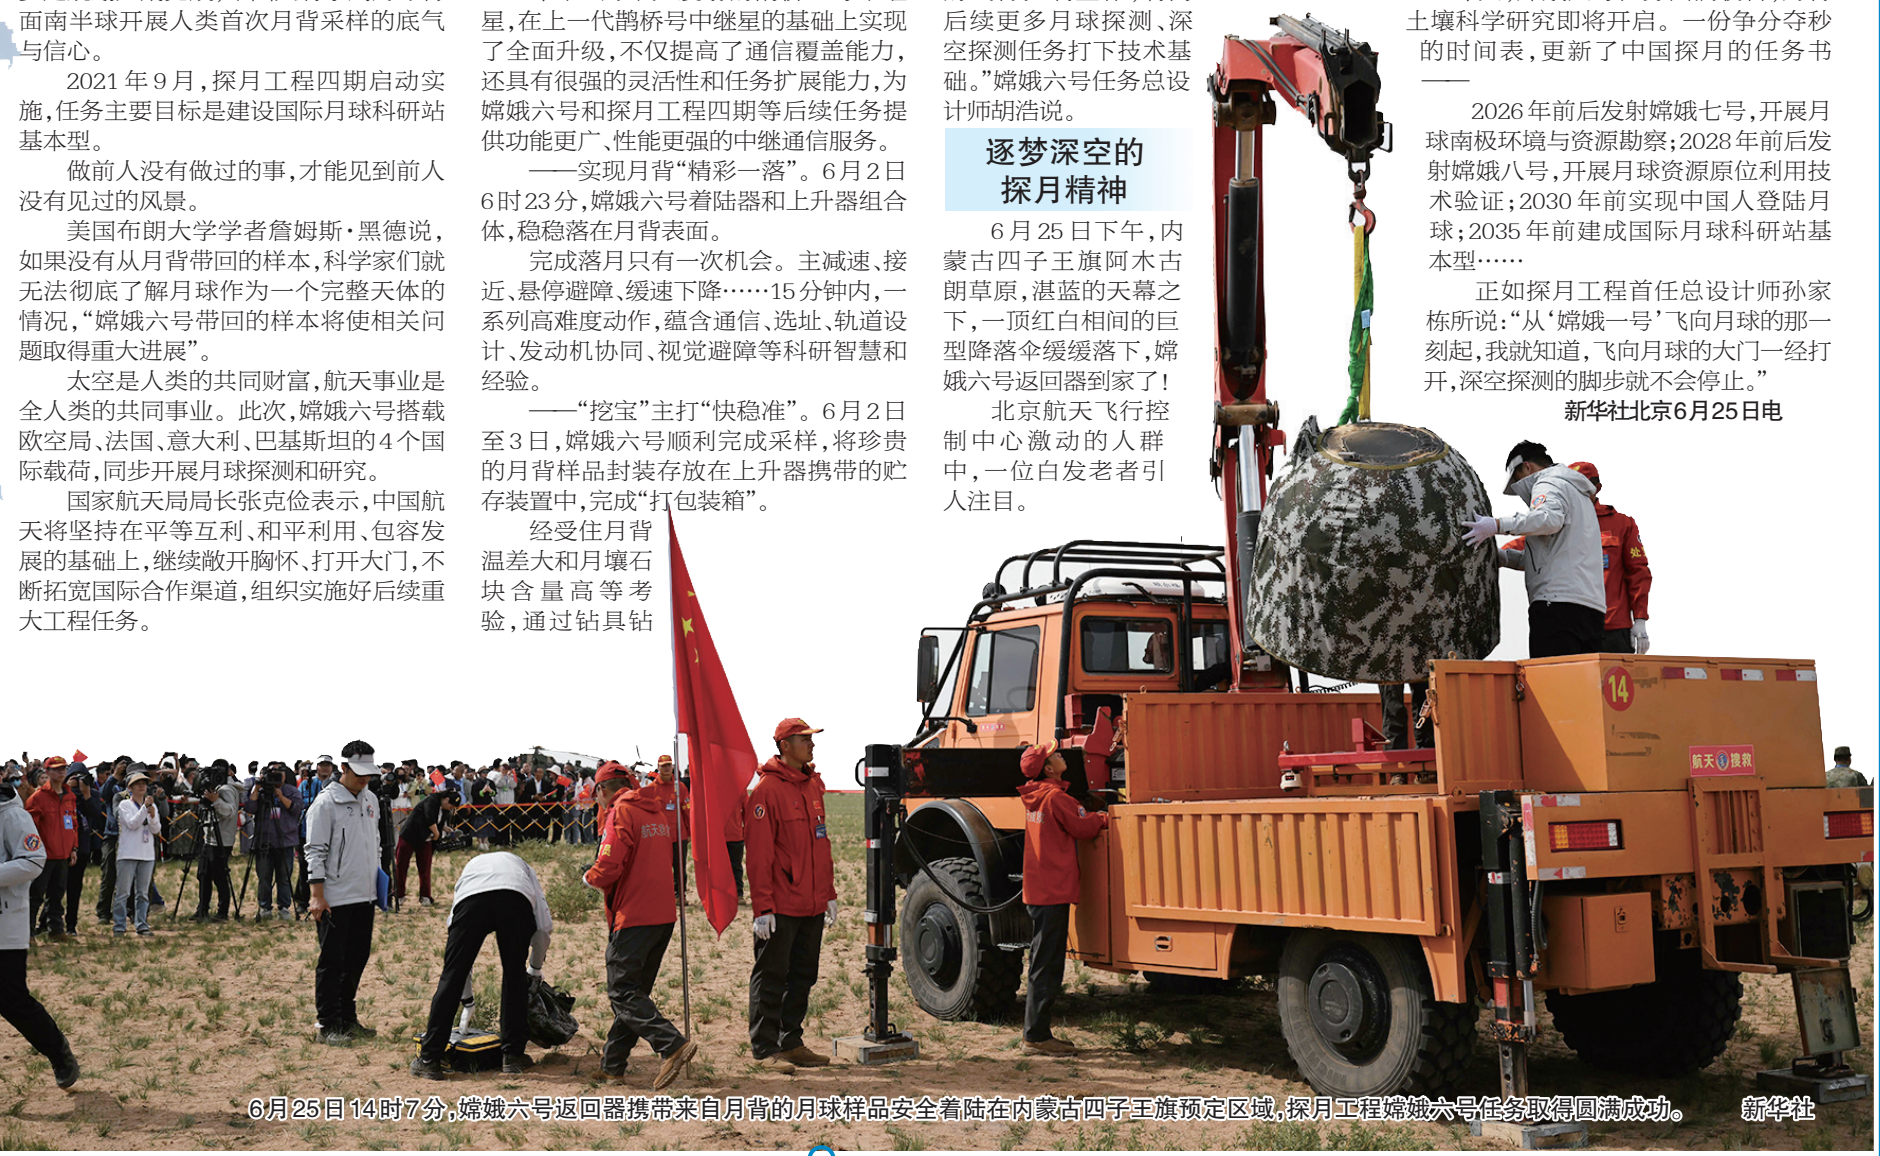 面南半球开展人类首次月背采样的底气
与信心。
2021年9月,探月工程四期启动实
施,任务主要目标是建设国际月球科研站
基本型。
做前人没有做过的事,才能见到前人
没有见过的风景。
美国布朗大学学者詹姆斯·黑德说,
如果没有从月背带回的样本,科学家们就
无法彻底了解月球作为一个完整天体的
情况,“嫦娥六号带回的样本将使相关问
题取得重大进展”。
太空是人类的共同财富,航天事业是
全人类的共同事业。此次,嫦娥六号搭载
欧空局、法国、意大利、巴基斯坦的4个国
际载荷,同步开展月球探测和研究。
国家航天局局长张克俭表示,中国航
天将坚持在平等互利、和平利用、包容发
展的基础上,继续敞开胸怀、打开大门,不
断拓宽国际合作渠道,组织实施好后续重
大工程任务。
星,在上一代鹊桥号中继星的基础上实现
了全面升级,不仅提高了通信覆盖能力,
还具有很强的灵活性和任务扩展能力,为
嫦娥六号和探月工程四期等后续任务提
供功能更广、性能更强的中继通信服务。
——实现月背“精彩一落”。6月2日
6时23分,嫦娥六号着陆器和上升器组合
体,稳稳落在月背表面。
完成落月只有一次机会。主减速、接
近、悬停避障、缓速下降……15分钟内,一
系列高难度动作,蕴含通信、选址、轨道设
计、发动机协同、视觉避障等科研智慧和
经验。
——“挖宝”主打“快稳准”。6月2日
至3日,嫦娥六号顺利完成采样,将珍贵
的月背样品封装存放在上升器携带的贮
存装置中,完成“打包装箱”。
经受住月背
温差大和月壤石
块含量高等考
验,通过钻具钻
后续更多月球探测、深
空探测任务打下技术基
础。”嫦娥六号任务总设
计师胡浩说。
逐梦深空的
探月精神
6月25日下午,内
蒙古四子王旗阿木古
朗草原,湛蓝的天幕之
下,一顶红白相间的巨
型降落伞缓缓落下,嫦
娥六号返回器到家了!
北京航天飞行控
制中心激动的人群
中,一位白发老者引
人注目。
土壤科学研究即将开启。一份争分夺秒
的时间表,更新了中国探月的任务书
——
2026年前后发射嫦娥七号,开展月
球南极环境与资源勘察;2028年前后发
射嫦娥八号,开展月球资源原位利用技
术验证;2030年前实现中国人登陆月
球;2035年前建成国际月球科研站基
本型……
正如探月工程首任总设计师孙家
栋所说:“从‘嫦娥一号’飞向月球的那一
刻起,我就知道,飞向月球的大门一经打
开,深空探测的脚步就不会停止。”
新华社北京6月25日电
14
航天 搜救
6月25日14时7分,嫦娥六号返回器携带来自月背的月球样品安全着陆在内蒙古四子王旗预定区域,探月工程嫦娥六号任务取得圆满成功。 新华社